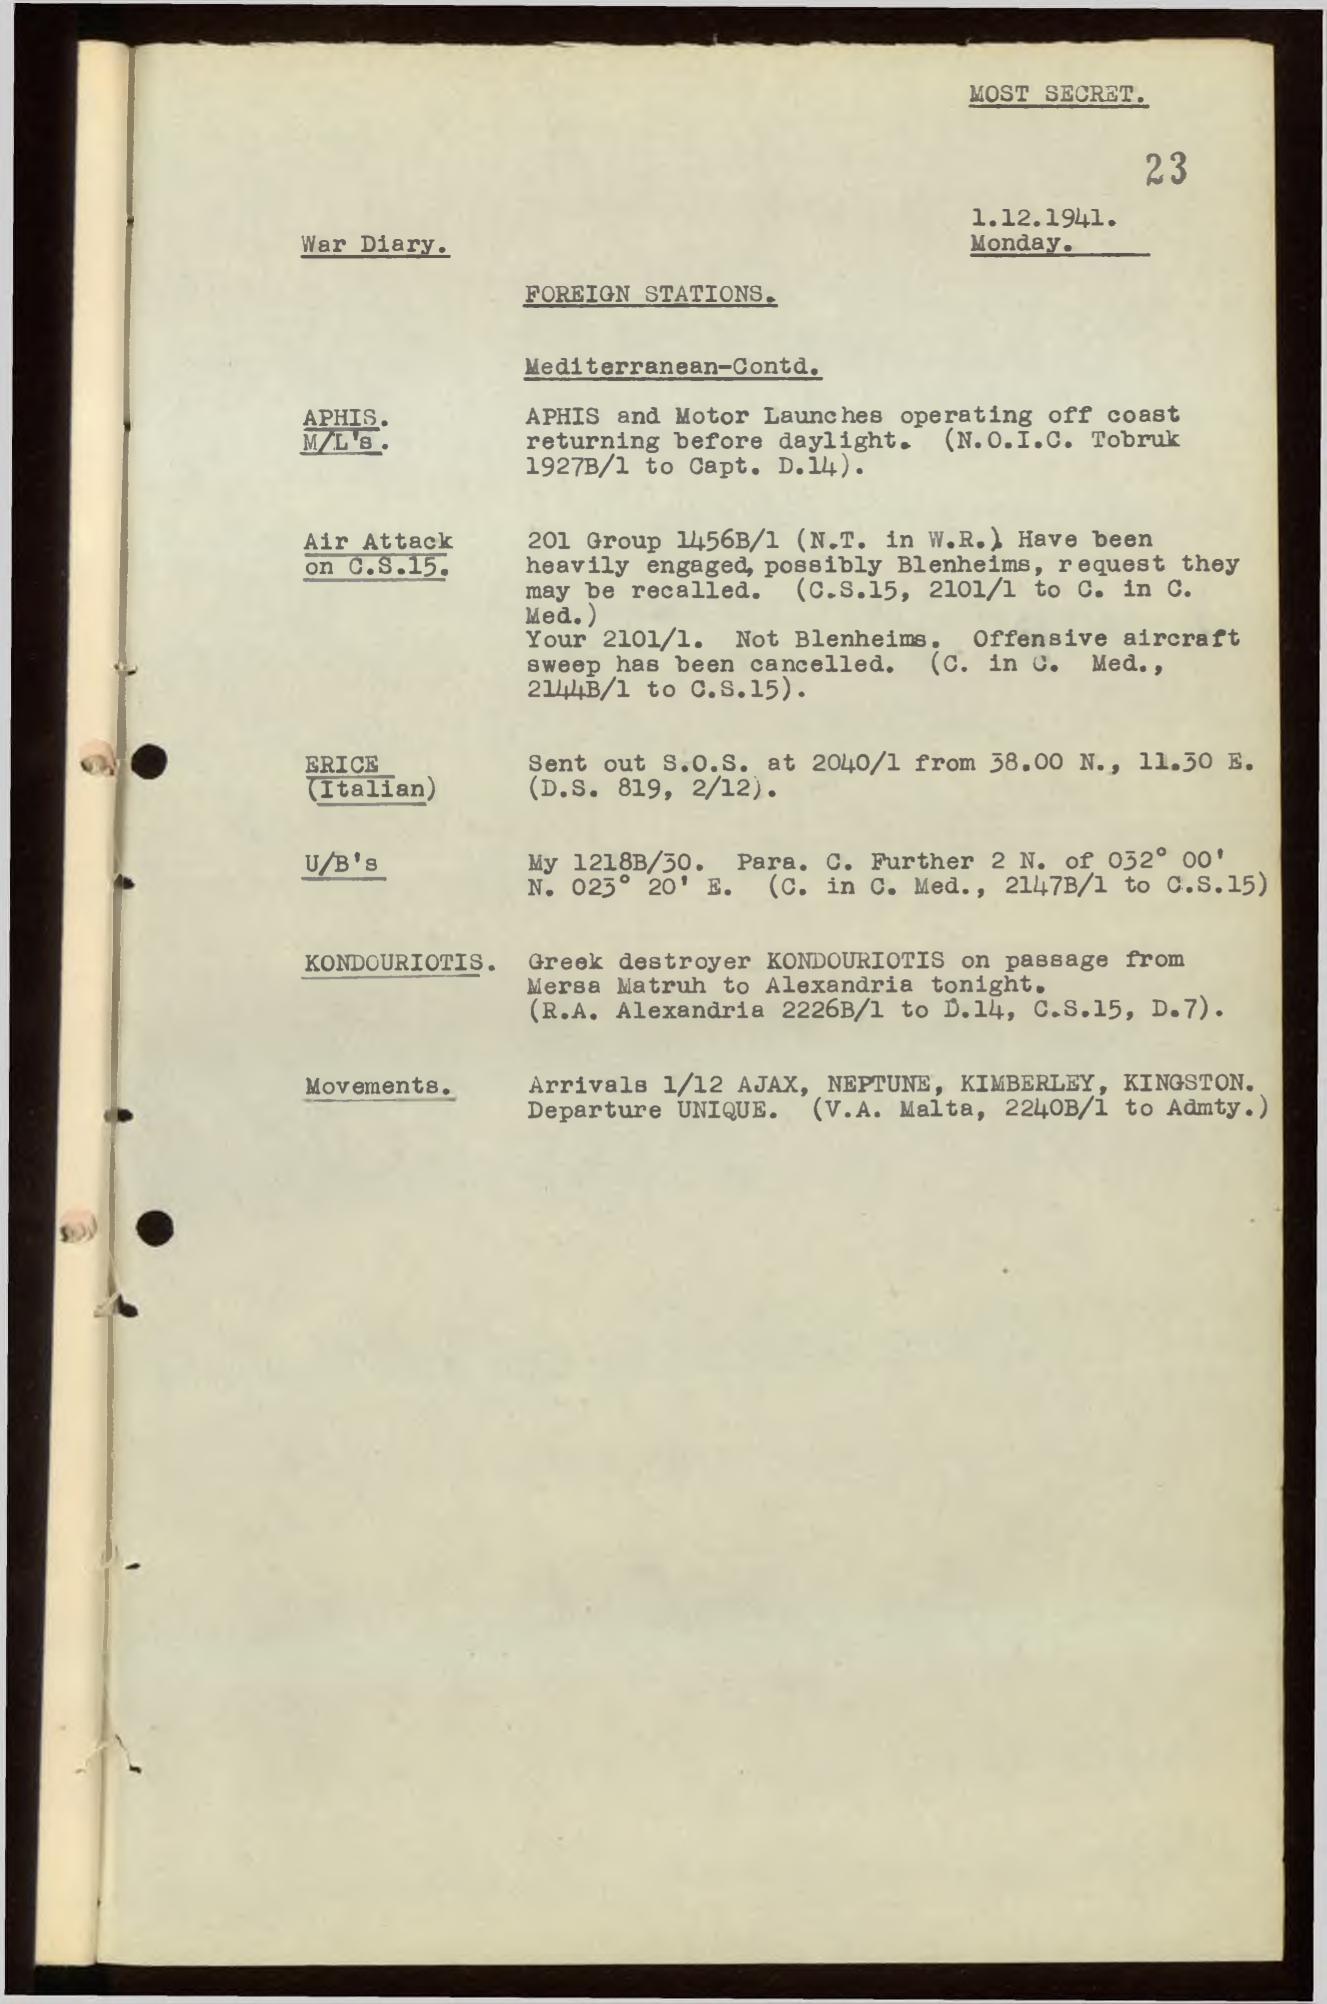 MOST SECRET.
23
1.12.1941.
War Diary.
Monday.
FOREIGN STATIONS.
Mediterranean-Contd.
APHIS.
M/L's.
APHIS and Motor Launches operating off coast
returning before daylight. (N.O.I.C. Tobruk
1927B/1 to Capt. D.14).
Air Attack
on C.S.15.
201 Group 1456B/1 (N.T. in W.R.) Have been
heavily engaged, possibly Blenheims, request they
may be recalled. (C.S.15, 2101/1 to C. in C.
Med.)
Your 2101/1. Not Blenheims. Offensive aircraft
sweep has been cancelled. (C. in C. Med.,
2144B/1 to C.S.15).
ERICE
(Italian)
Sent out S.O.S. at 2040/1 from 38.00 N., 11.30 E.
(D.S. 819, 2/12).
U/B's
My 1218B/30. Para. C. Further 2 N. of 032° 00'
N. 023° 20' E. (C. in C. Med., 2147B/1 to C.S.15)
KONDOURIOTIS.
Greek destroyer KONDOURIOTIS on passage from
Mersa Matruh to Alexandria tonight.
(R.A. Alexandria 2226B/1 to D.14, C.S.15, D.7).
Movements.
Arrivals 1/12 AJAX, NEPTUNE, KIMBERLEY, KINGSTON.
Departure UNIQUE. (V.A. Malta, 2240B/1 to Admty.)